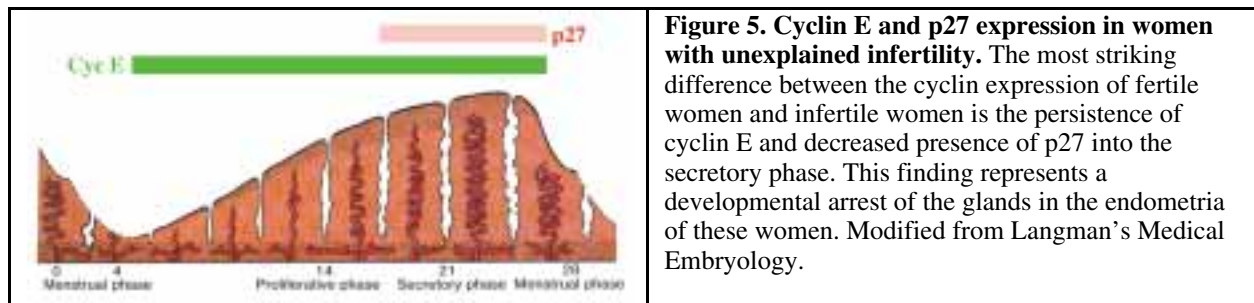 p27
Cyc E
0 4 14 21 28
Menstrual phase Proliferative phase Secretory phase Menstrual phase
Figure 5. Cyclin E and p27 expression in women
with unexplained infertility. The most striking
difference between the cyclin expression of fertile
women and infertile women is the persistence of
cyclin E and decreased presence of p27 into the
secretory phase. This finding represents a
developmental arrest of the glands in the endometria
of these women. Modified from Langman’s Medical
Embryology.